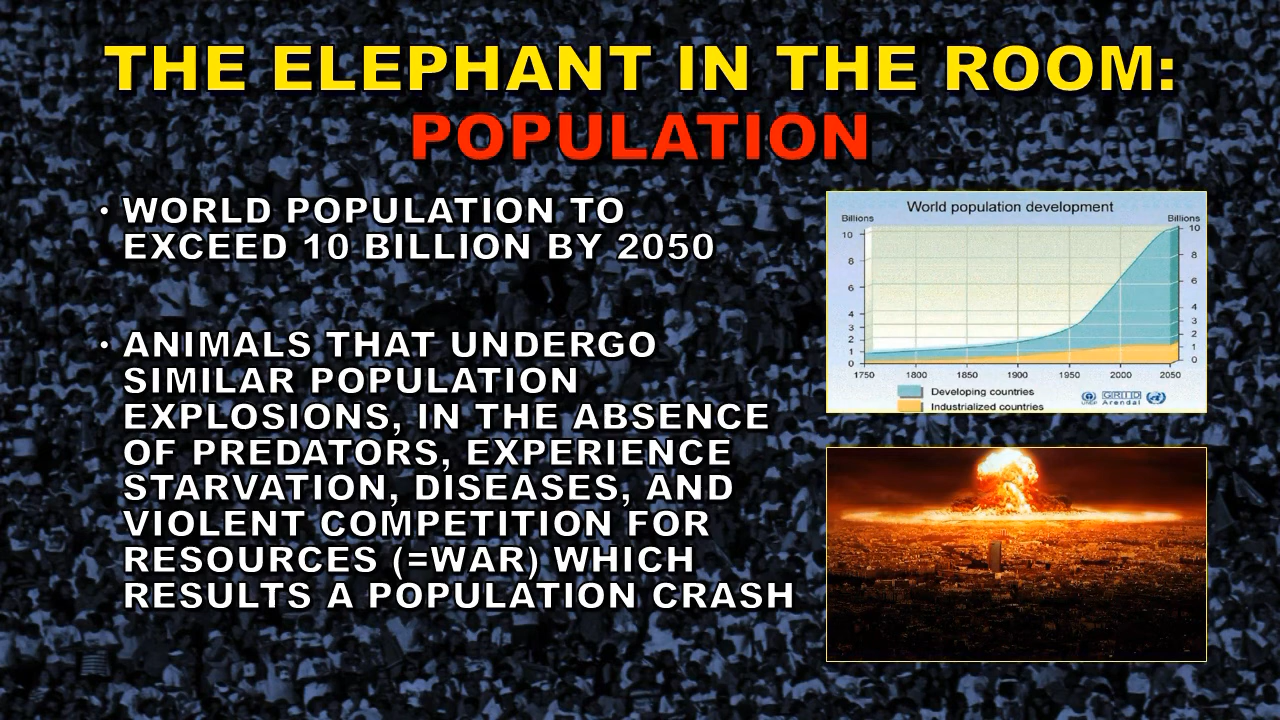 THE ELEPHANT IN THE ROOM:
POPULATION
• WORLD POPULATION TO
EXCEED 10 BILLION BY 2050
• ANIMALS THAT UNDERGO
SIMILAR POPULATION
EXPLOSIONS, IN THE ABSENCE
OF PREDATORS, EXPERIENCE
STARVATION, DISEASES, AND
VIOLENT COMPETITION FOR
RESOURCES (=WAR) WHICH
RESULTS A POPULATION CRASH
World population development
Billions Billions
10 10
8 8
6 6
4 4
3 3
2 2
1 1
0 0
1750 1800 1850 1900 1950 2000 2050
Developing countries
Industrialized countries
UNEP
GRID
Arendal